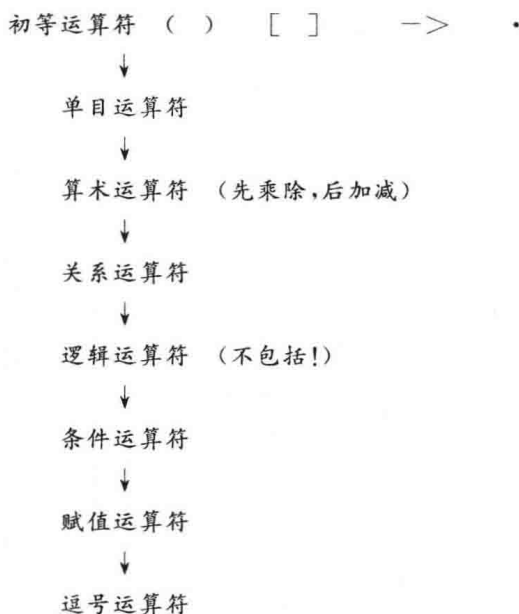 初等运算符 ( ) [ ] —> ·
↓
单目运算符
↓
算术运算符 (先乘除,后加减)
↓
关系运算符
↓
逻辑运算符 (不包括!)
↓
条件运算符
↓
赋值运算符
↓
逗号运算符